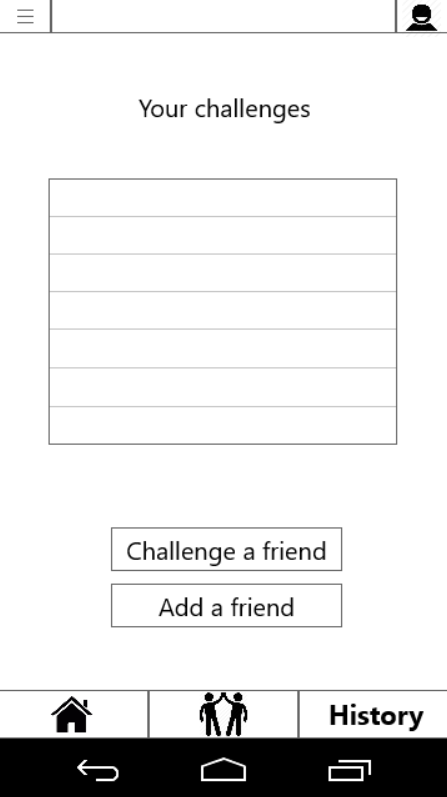 Your challenges
Challenge a friend
Add a friend
History